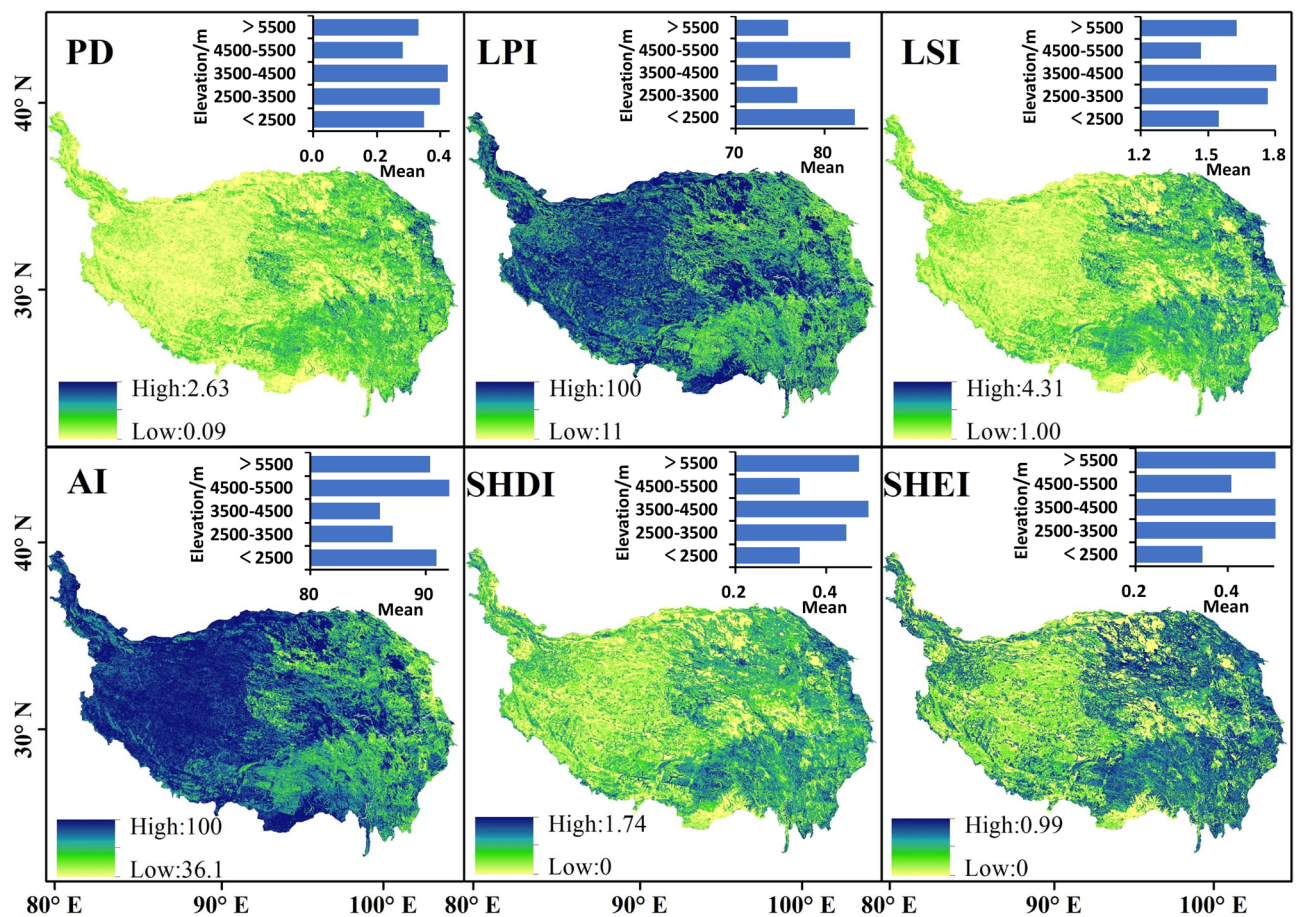 PD
Elevation/m
> 5500
4500-5500
3500-4500
2500-3500
< 2500
0.0 0.2 0.4
Mean
High:2.63
Low:0.09
LPI
Elevation/m
> 5500
4500-5500
3500-4500
2500-3500
< 2500
70 80
Mean
High:100
Low:11
LSI
Elevation/m
> 5500
4500-5500
3500-4500
2500-3500
< 2500
1.2 1.5 1.8
Mean
High:4.31
Low:1.00
40° N
30° N
AI
Elevation/m
> 5500
4500-5500
3500-4500
2500-3500
< 2500
80 90
Mean
High:100
Low:36.1
SHDI
Elevation/m
> 5500
4500-5500
3500-4500
2500-3500
< 2500
0.2 0.4
Mean
High:1.74
Low:0
SHEI
Elevation/m
> 5500
4500-5500
3500-4500
2500-3500
< 2500
0.2 0.4
Mean
High:0.99
Low:0
40° N
30° N
80° E 90° E 100° E 80° E 90° E 100° E 80° E 90° E 100° E